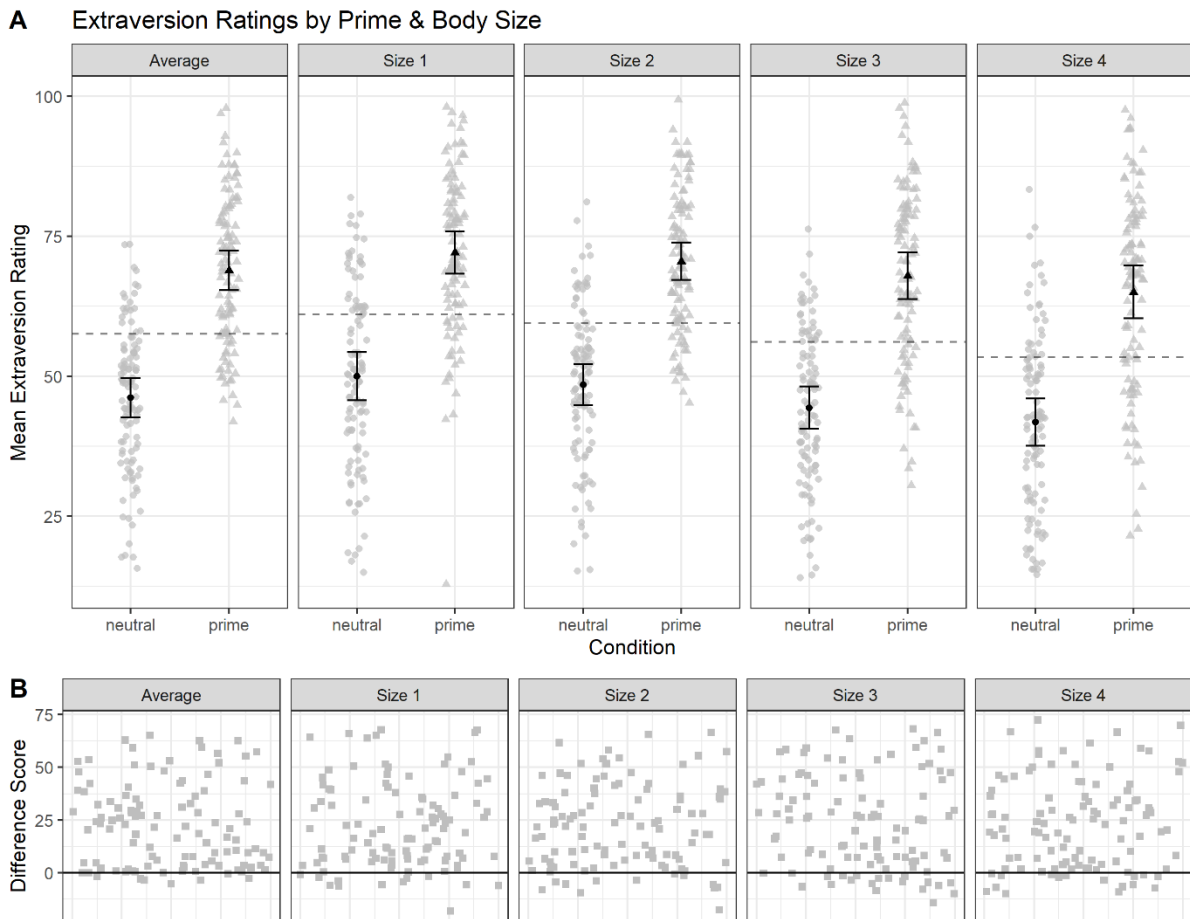 A Extraversion Ratings by Prime & Body Size
Average Size 1 Size 2 Size 3 Size 4
Mean Extraversion Rating
100
75
50
25
neutral prime neutral prime neutral prime neutral prime neutral prime
Condition
B
Average Size 1 Size 2 Size 3 Size 4
Difference Score
75
50
25
0